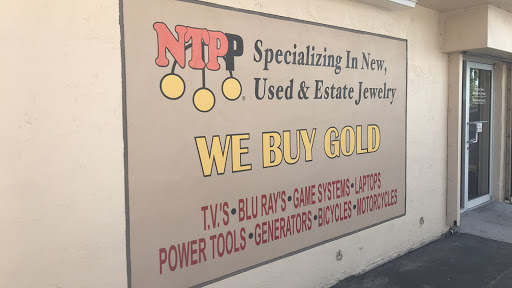 NTPP
Specializing In New,
Used & Estate Jewelry
WE BUY GOLD
T.V.'S • BLU RAY'S • GAME SYSTEMS • LAPTOPS
POWER TOOLS • GENERATORS • BICYCLES • MOTORCYCLES